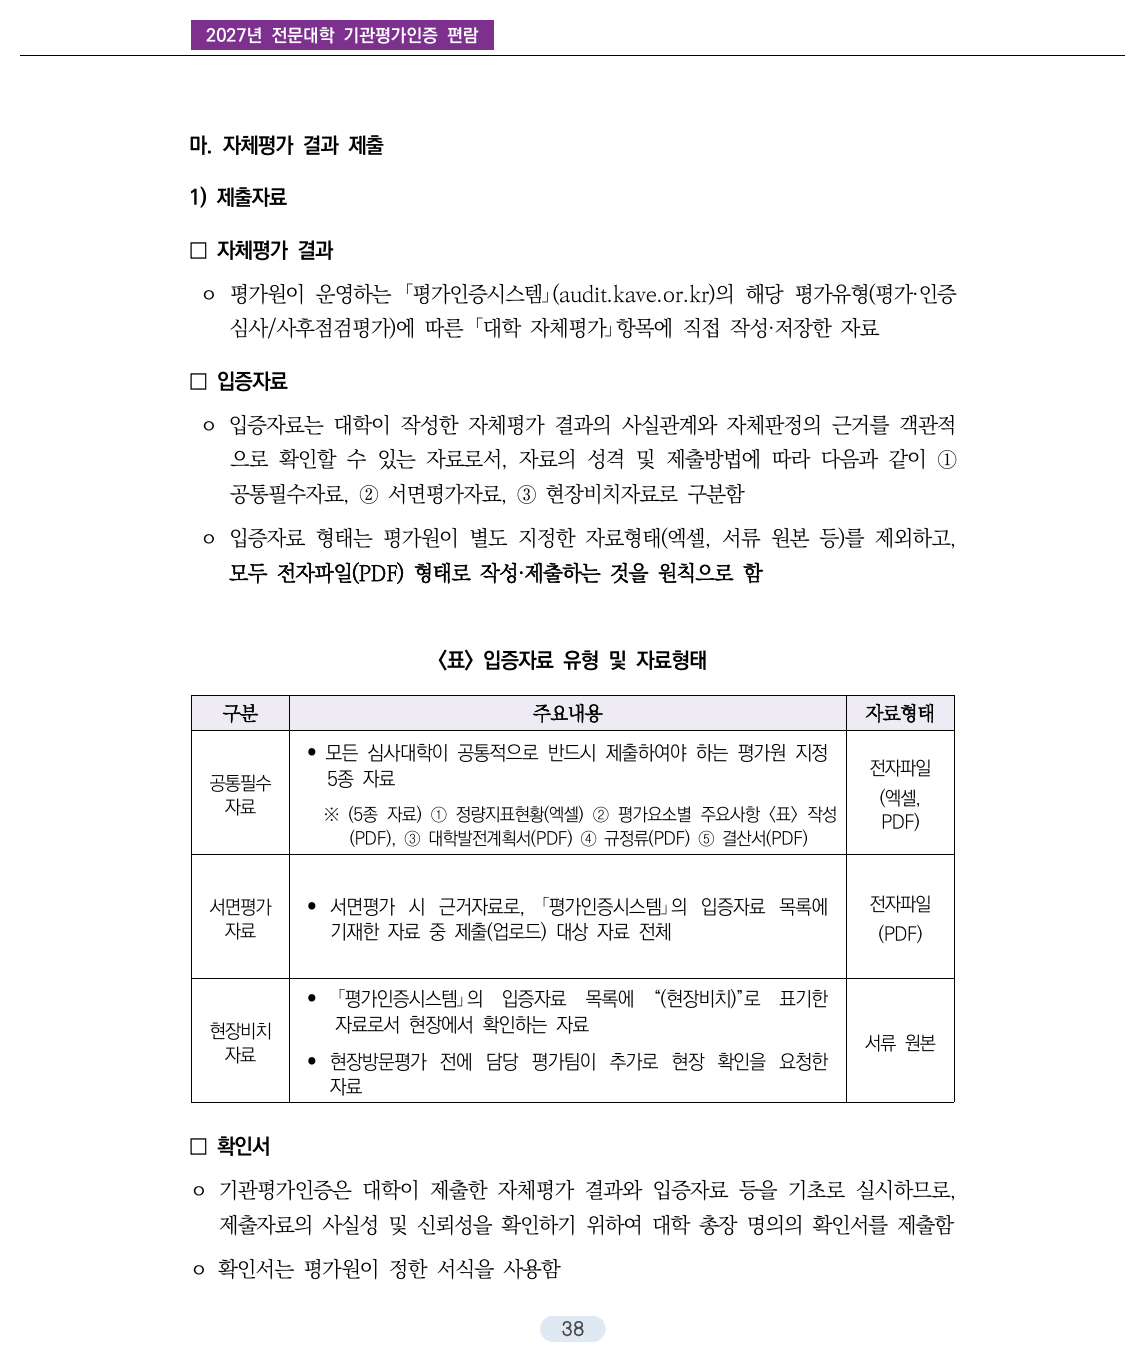 2027년 전문대학 기관평가인증 편람
마. 자체평가 결과 제출
1) 제출자료
□ 자체평가 결과
ㅇ 평가원이 운영하는 「평가인증시스템」(audit.kave.or.kr)의 해당 평가유형(평가·인증
심사/사후점검평가)에 따른 「대학 자체평가」항목에 직접 작성·저장한 자료
□ 입증자료
ㅇ 입증자료는 대학이 작성한 자체평가 결과의 사실관계와 자체판정의 근거를 객관적
으로 확인할 수 있는 자료로서, 자료의 성격 및 제출방법에 따라 다음과 같이 ①
공통필수자료, ② 서면평가자료, ③ 현장비치자료로 구분함
ㅇ 입증자료 형태는 평가원이 별도 지정한 자료형태(엑셀, 서류 원본 등)를 제외하고,
모두 전자파일(PDF) 형태로 작성·제출하는 것을 원칙으로 함
〈표〉 입증자료 유형 및 자료형태
구분 주요내용 자료형태
공통필수
자료
• 모든 심사대학이 공통적으로 반드시 제출하여야 하는 평가원 지정
5종 자료
※ (5종 자료) ① 정량지표현황(엑셀) ② 평가요소별 주요사항 〈표〉 작성
(PDF), ③ 대학발전계획서(PDF) ④ 규정류(PDF) ⑤ 결산서(PDF)
전자파일
(엑셀,
PDF)
서면평가
자료
• 서면평가 시 근거자료로, 「평가인증시스템」의 입증자료 목록에
기재한 자료 중 제출(업로드) 대상 자료 전체
전자파일
(PDF)
현장비치
자료
• 「평가인증시스템」의 입증자료 목록에 “(현장비치)”로 표기한
자료로서 현장에서 확인하는 자료
• 현장방문평가 전에 담당 평가팀이 추가로 현장 확인을 요청한
자료
서류 원본
□ 확인서
ㅇ 기관평가인증은 대학이 제출한 자체평가 결과와 입증자료 등을 기초로 실시하므로,
제출자료의 사실성 및 신뢰성을 확인하기 위하여 대학 총장 명의의 확인서를 제출함
ㅇ 확인서는 평가원이 정한 서식을 사용함
38